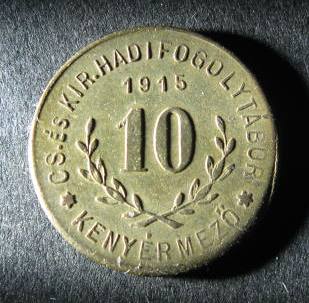 CS. ÉS. KIR. HADIFOGOLYTÁBOR
1915
10
KENYÉRMEZŐ